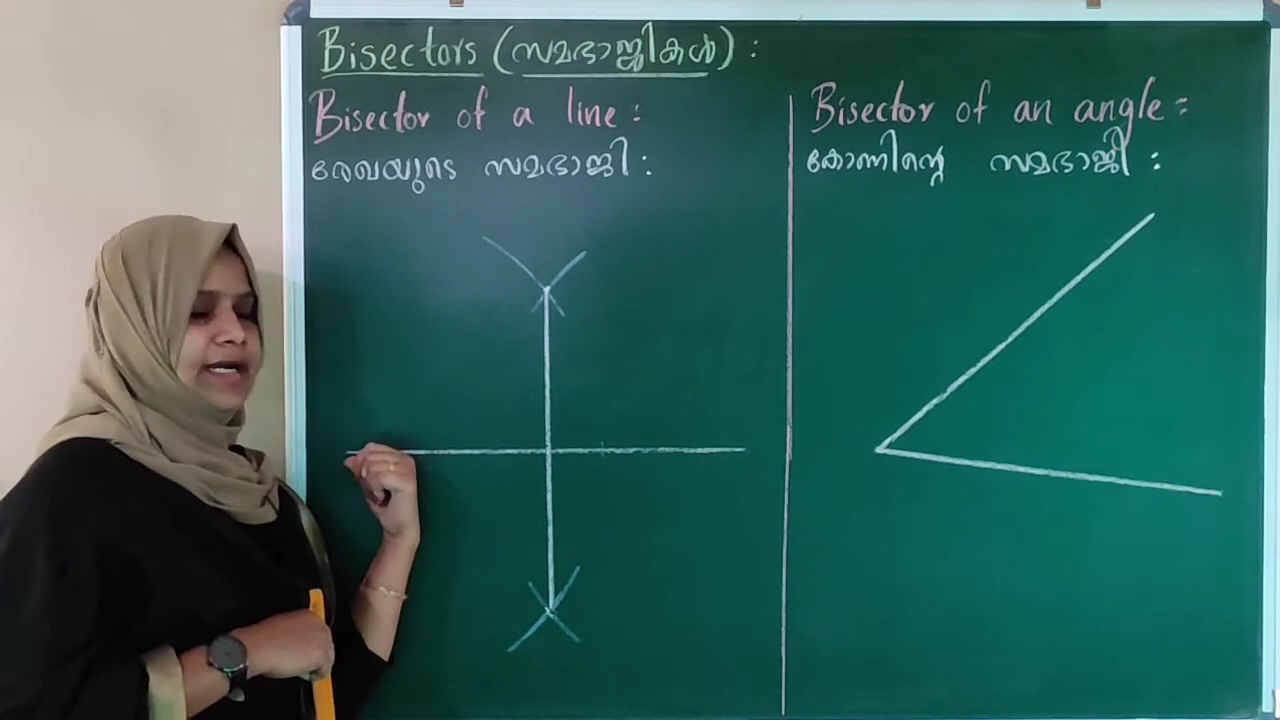 Bisectors (സമഭാജികൾ) :
Bisector of a line :
രേഖയുടെ സമഭാജി :
Bisector of an angle :
കോണിന്റെ സമഭാജി :